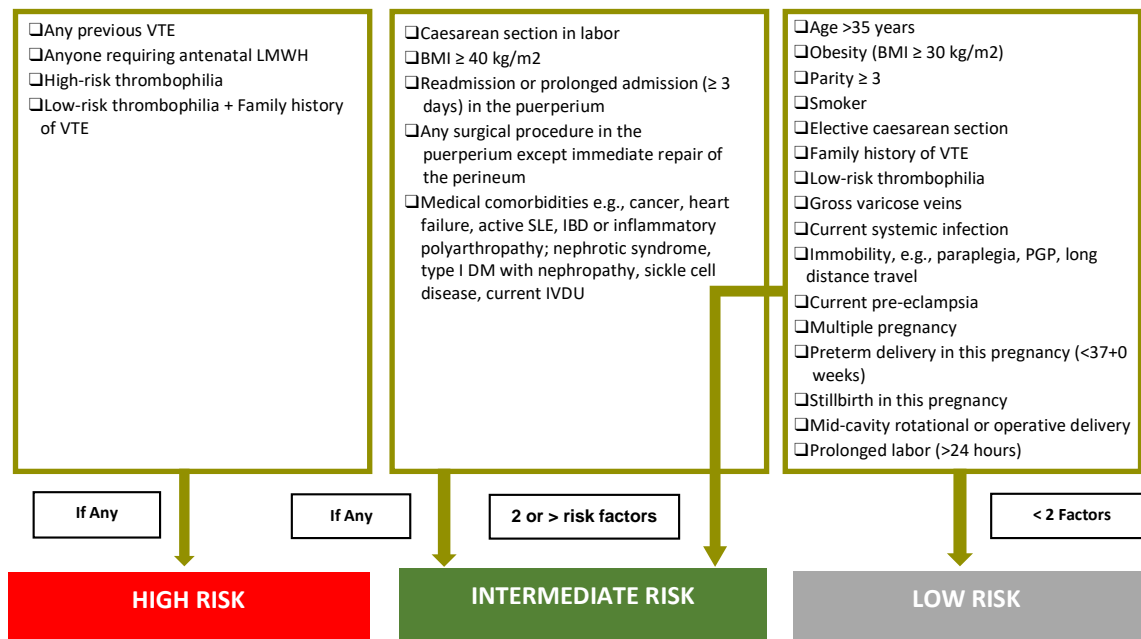 ❑Any previous VTE
❑Anyone requiring antenatal LMWH
❑High-risk thrombophilia
❑Low-risk thrombophilia + Family history
of VTE
❑Caesarean section in labor
❑BMI ≥ 40 kg/m2
❑Readmission or prolonged admission (≥ 3
days) in the puerperium
❑Any surgical procedure in the
puerperium except immediate repair of
the perineum
❑Medical comorbidities e.g., cancer, heart
failure, active SLE, IBD or inflammatory
polyarthropathy; nephrotic syndrome,
type I DM with nephropathy, sickle cell
disease, current IVDU
❑Age >35 years
❑Obesity (BMI ≥ 30 kg/m2)
❑Parity ≥ 3
❑Smoker
❑Elective caesarean section
❑Family history of VTE
❑Low-risk thrombophilia
❑Gross varicose veins
❑Current systemic infection
❑Immobility, e.g., paraplegia, PGP, long
distance travel
❑Current pre-eclampsia
❑Multiple pregnancy
❑Preterm delivery in this pregnancy (<37+0
weeks)
❑Stillbirth in this pregnancy
❑Mid-cavity rotational or operative delivery
❑Prolonged labor (>24 hours)
If Any
If Any
2 or > risk factors
< 2 Factors
HIGH RISK
INTERMEDIATE RISK
LOW RISK